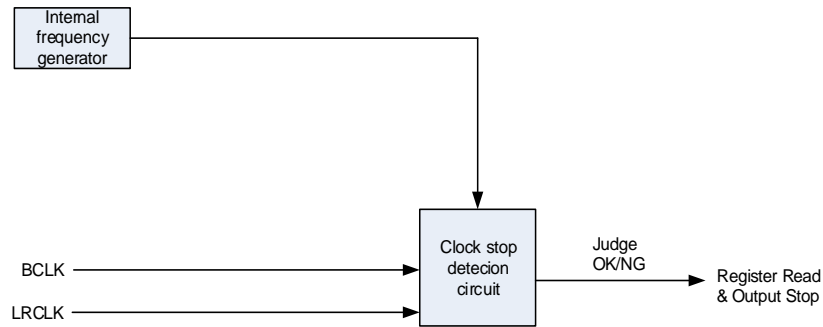 Internal
frequency
generator
Clock stop
detecion
circuit
Judge
OK/NG
BCLK
LRCLK
Register Read
& Output Stop